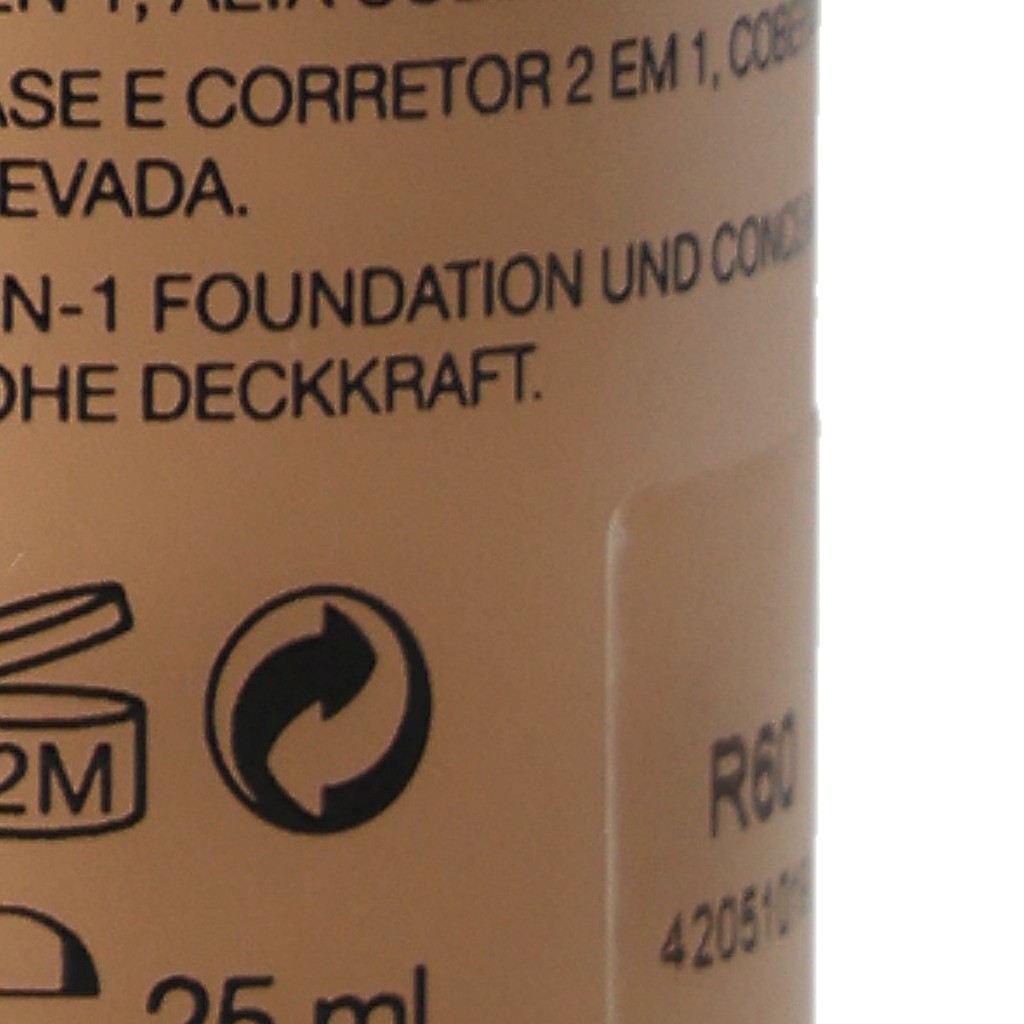 ASE E CORRETOR 2 EM 1,
EVADA.
N-1 FOUNDATION UND
OHE DECKKRAFT.
2M
R60
25 ml